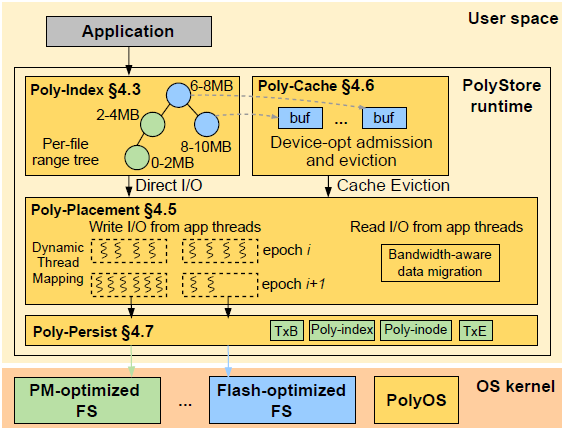 User space
Application
PolyStore
runtime
Poly-Index §4.3
6-8MB
2-4MB
Per-file
range tree
8-10MB
0-2MB
Poly-Cache §4.6
buf ... buf
Device-opt admission
and eviction
Direct I/O
Cache Eviction
Poly-Placement §4.5
Write I/O from app threads
Read I/O from app threads
Dynamic
Thread
Mapping
epoch i
epoch i+1
Bandwidth-aware
data migration
Poly-Persist §4.7
TxB
Poly-index
Poly-inode
TxE
OS kernel
PM-optimized
FS
...
Flash-optimized
FS
PolyOS